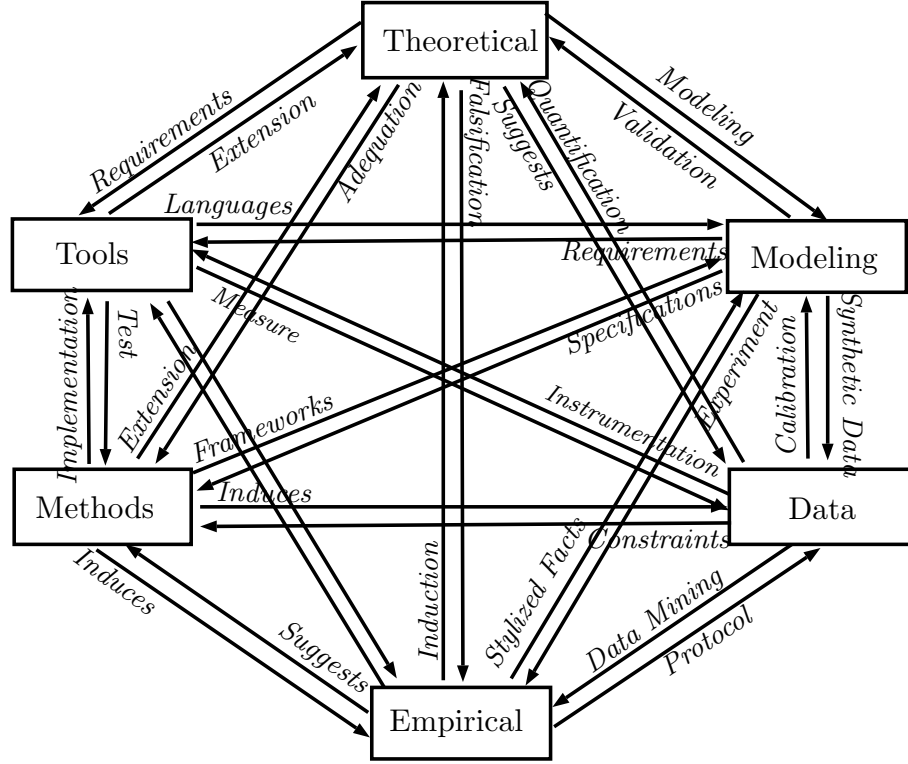 Theoretical
Modeling
Validation
Requirements
Extension
Adequation
Falsification
Suggests
Quantification
Languages
Requirements
Tools
Modeling
Measure
Specifications
Implementation
Test
Extension
Frameworks
Instrumentation
Experiment
Calibration
Synthetic Data
Methods
Induces
Constraints
Data
Induces
Suggests
Induction
Stylized Facts
Data Mining
Protocol
Empirical